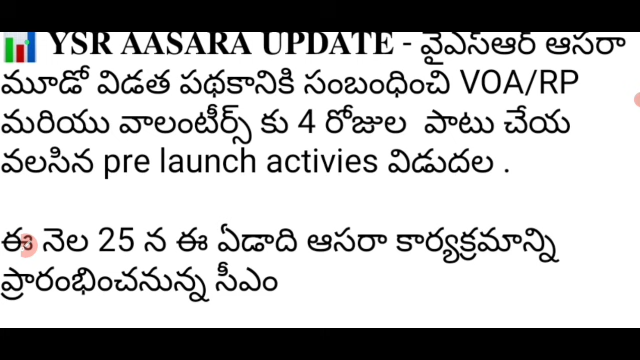 📊 YSR AASARA UPDATE - వైఎస్ఆర్ ఆసరా
మూడో విడత పథకానికి సంబంధించి VOA/RP
మరియు వాలంటీర్స్ కు 4 రోజుల పాటు చేయ
వలసిన pre launch activies విడుదల .
ఈ నెల 25 న ఈ ఏడాది ఆసరా కార్యక్రమాన్ని
ప్రారంభించనున్న సీఎం